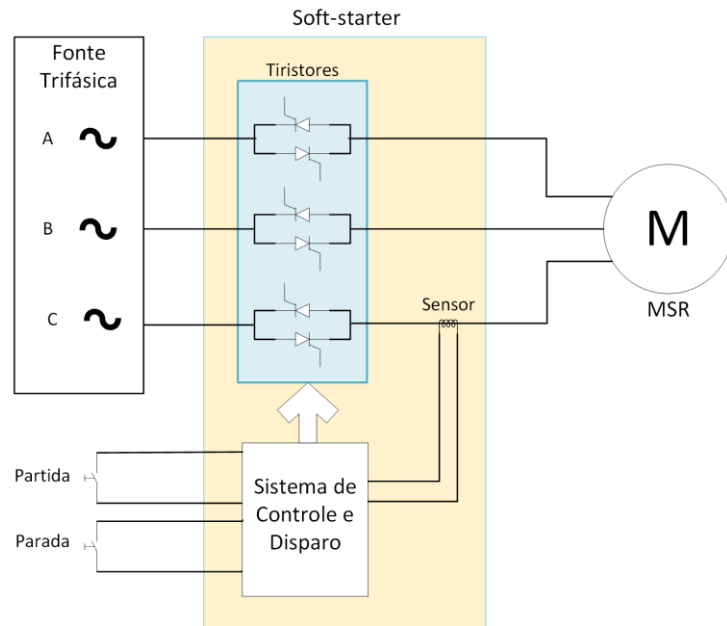 Soft-starter
Fonte
Trifásica
Tiristores
A
B
C
Sensor
M
MSR
Partida
Parada
Sistema de
Controle e
Disparo